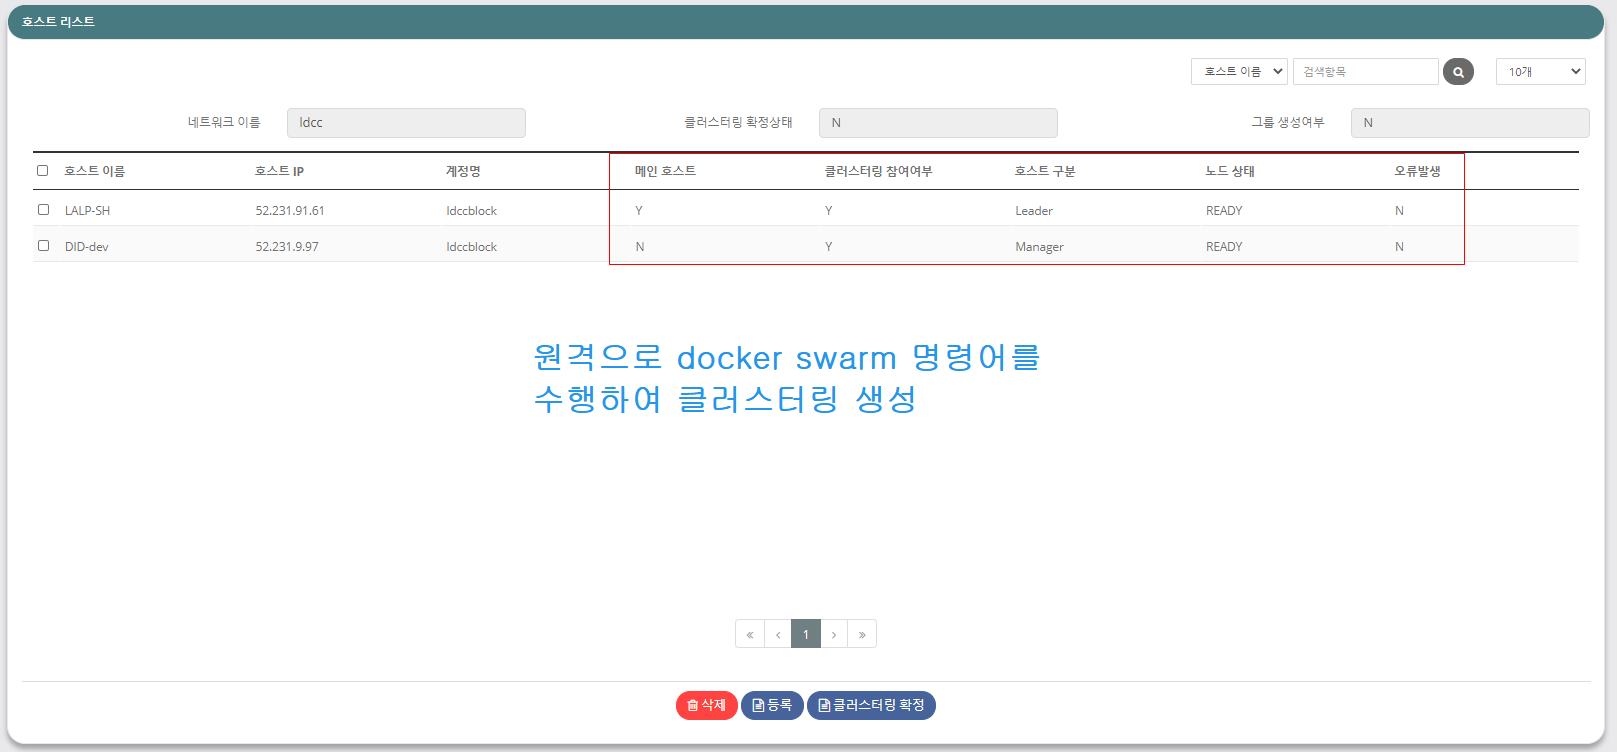 호스트 리스트
호스트 이름 검색항목 10개
네트워크 이름 ldcc 클러스터링 확정상태 N 그룹 생성여부 N
호스트 이름 호스트 IP 계정명 메인 호스트 클러스터링 참여여부 호스트 구분 노드 상태 오류발생
LALP-SH 52.231.91.61 ldccblock Y Y Leader READY N
DID-dev 52.231.9.97 ldccblock N Y Manager READY N
원격으로 docker swarm 명령어를
수행하여 클러스터링 생성
« ‹ 1 › »
삭제 등록 클러스터링 확정